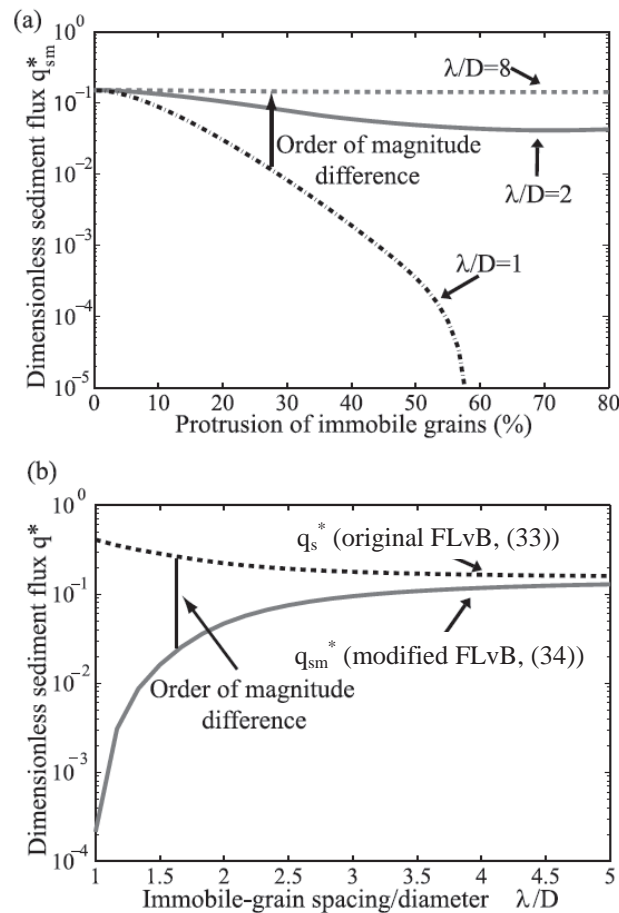 (a)
Dimensionless sediment flux q*sm
10^0
10^-1
10^-2
10^-3
10^-4
10^-5
λ/D=8
Order of magnitude
difference
λ/D=2
λ/D=1
0 10 20 30 40 50 60 70 80
Protrusion of immobile grains (%)
(b)
Dimensionless sediment flux q*
10^0
10^-1
10^-2
10^-3
10^-4
q_s* (original FLvB, (33))
q_sm* (modified FLvB, (34))
Order of magnitude
difference
1 1.5 2 2.5 3 3.5 4 4.5 5
Immobile-grain spacing/diameter λ/D